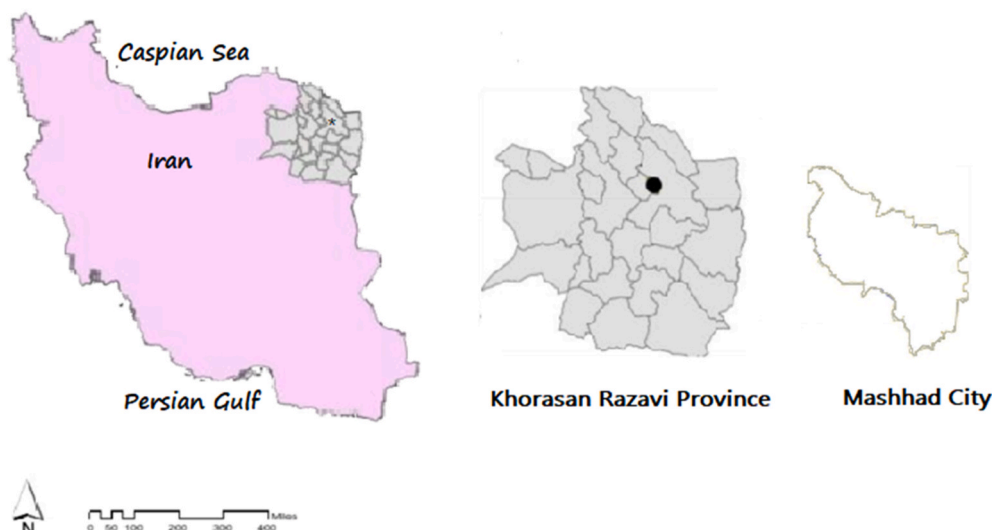 Caspian Sea
Iran
Persian Gulf
Khorasan Razavi Province
Mashhad City
N
0 50 100 200 300 400 Miles